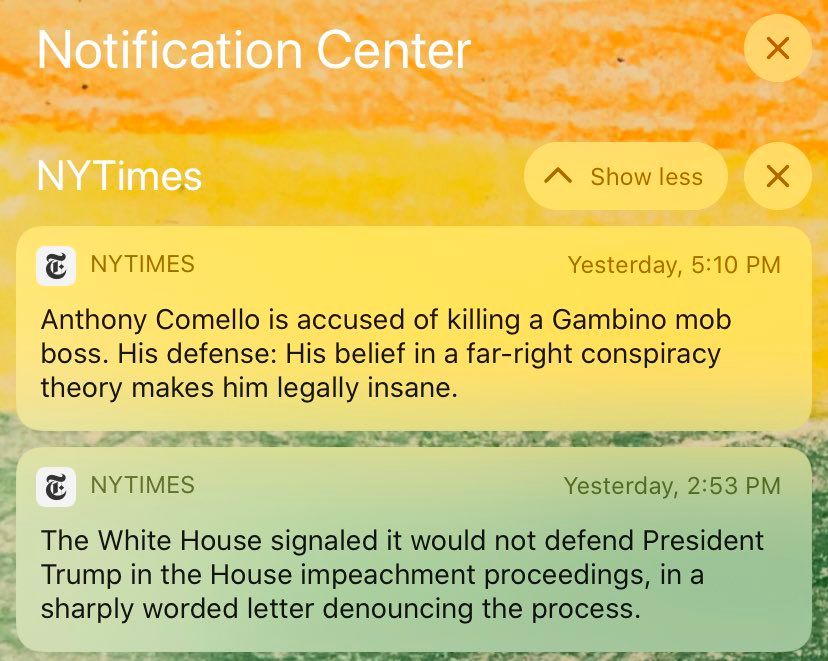 Notification Center
NYTimes
Show less
NYTIMES
Yesterday, 5:10 PM
Anthony Comello is accused of killing a Gambino mob
boss. His defense: His belief in a far-right conspiracy
theory makes him legally insane.
NYTIMES
Yesterday, 2:53 PM
The White House signaled it would not defend President
Trump in the House impeachment proceedings, in a
sharply worded letter denouncing the process.